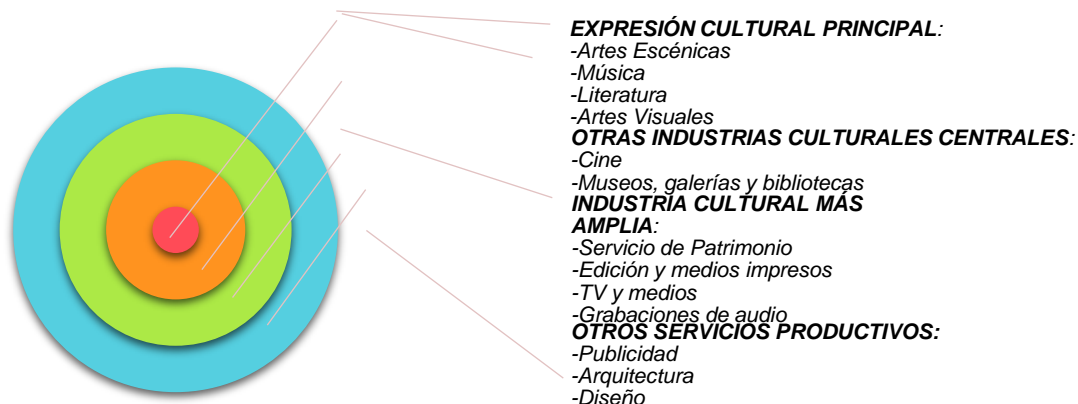 EXPRESIÓN CULTURAL PRINCIPAL:
-Artes Escénicas
-Música
-Literatura
-Artes Visuales
OTRAS INDUSTRIAS CULTURALES CENTRALES:
-Cine
-Museos, galerías y bibliotecas
INDUSTRIA CULTURAL MÁS
AMPLIA:
-Servicio de Patrimonio
-Edición y medios impresos
-TV y medios
-Grabaciones de audio
OTROS SERVICIOS PRODUCTIVOS:
-Publicidad
-Arquitectura
-Diseño